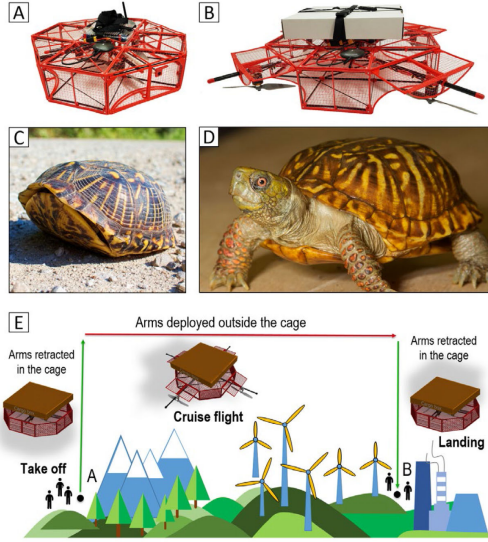 A
B
C
D
E
Arms deployed outside the cage
Arms retracted
in the cage
Arms retracted
in the cage
Cruise flight
Landing
Take off
A
B